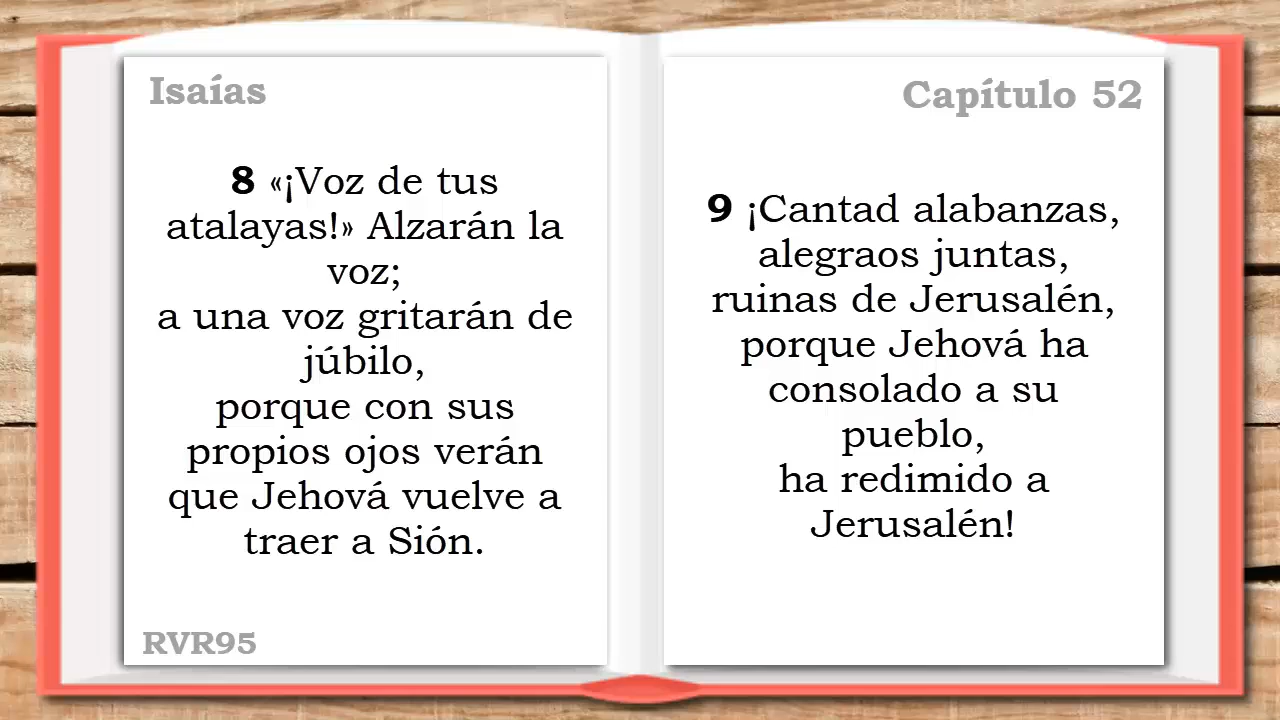 Isaías
8 «¡Voz de tus
atalayas!» Alzarán la
voz;
a una voz gritarán de
júbilo,
porque con sus
propios ojos verán
que Jehová vuelve a
traer a Sión.
RVR95
Capítulo 52
9 ¡Cantad alabanzas,
alegraos juntas,
ruinas de Jerusalén,
porque Jehová ha
consolado a su
pueblo,
ha redimido a
Jerusalén!